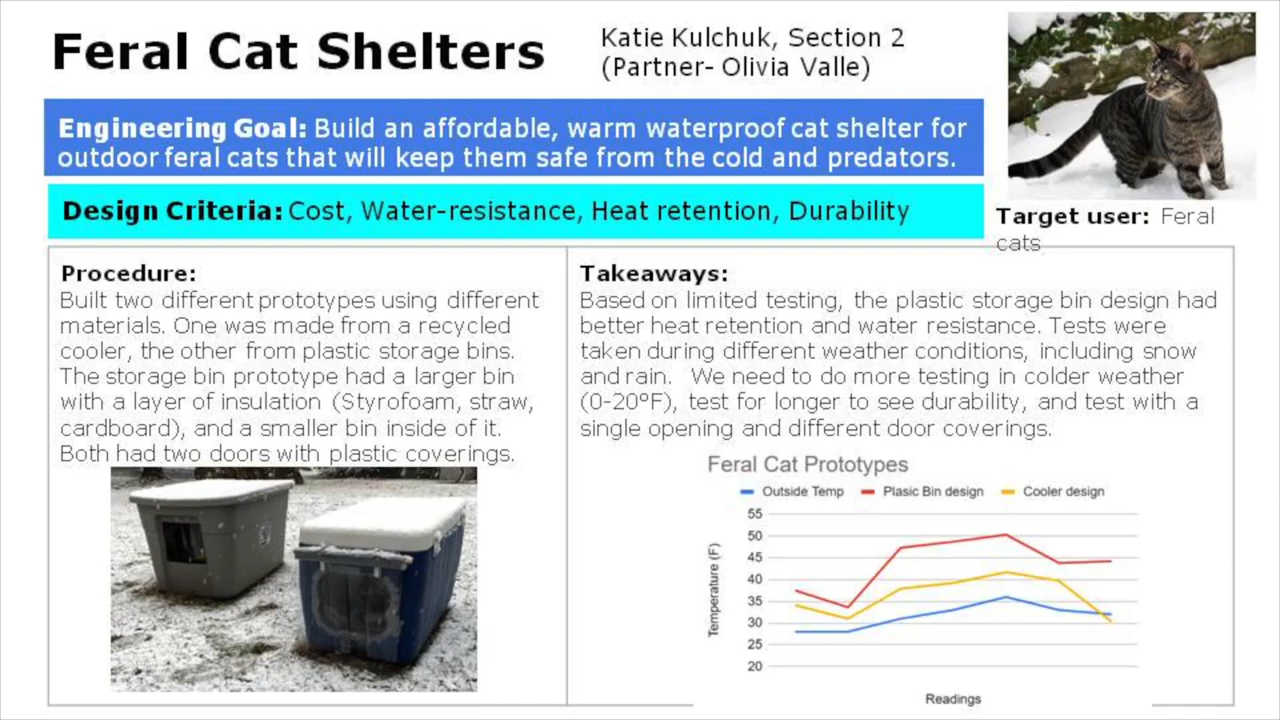 Feral Cat Shelters
Katie Kulchuk, Section 2
(Partner- Olivia Valle)
Engineering Goal: Build an affordable, warm waterproof cat shelter for
outdoor feral cats that will keep them safe from the cold and predators.
Design Criteria: Cost, Water-resistance, Heat retention, Durability
Target user: Feral
cats
Procedure:
Built two different prototypes using different
materials. One was made from a recycled
cooler, the other from plastic storage bins.
The storage bin prototype had a larger bin
with a layer of insulation (Styrofoam, straw,
cardboard), and a smaller bin inside of it.
Both had two doors with plastic coverings.
Takeaways:
Based on limited testing, the plastic storage bin design had
better heat retention and water resistance. Tests were
taken during different weather conditions, including snow
and rain. We need to do more testing in colder weather
(0-20ºF), test for longer to see durability, and test with a
single opening and different door coverings.
Feral Cat Prototypes
Outside Temp Plasic Bin design Cooler design
Temperature (F)
55
50
45
40
35
30
25
20
Readings